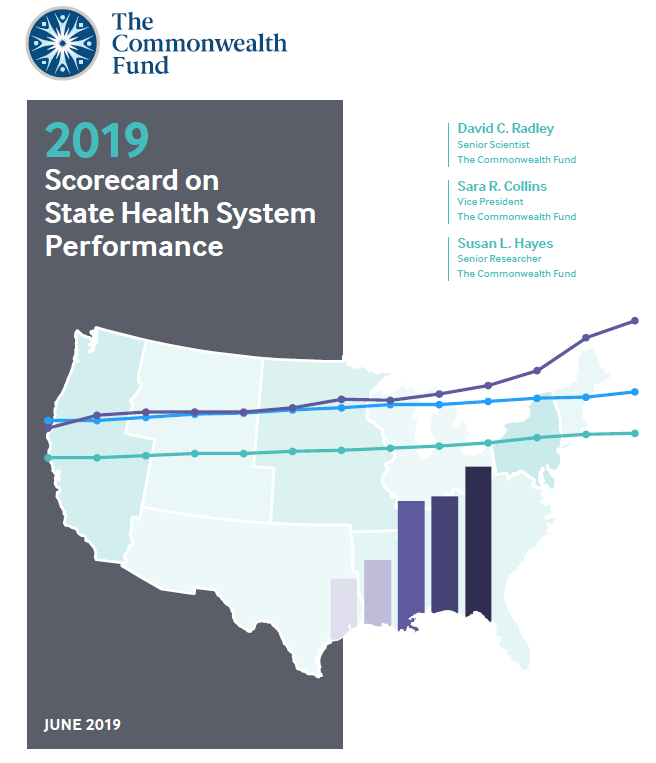 The
Commonwealth
Fund
2019
Scorecard on
State Health System
Performance
David C. Radley
Senior Scientist
The Commonwealth Fund
Sara R. Collins
Vice President
The Commonwealth Fund
Susan L. Hayes
Senior Researcher
The Commonwealth Fund
JUNE 2019